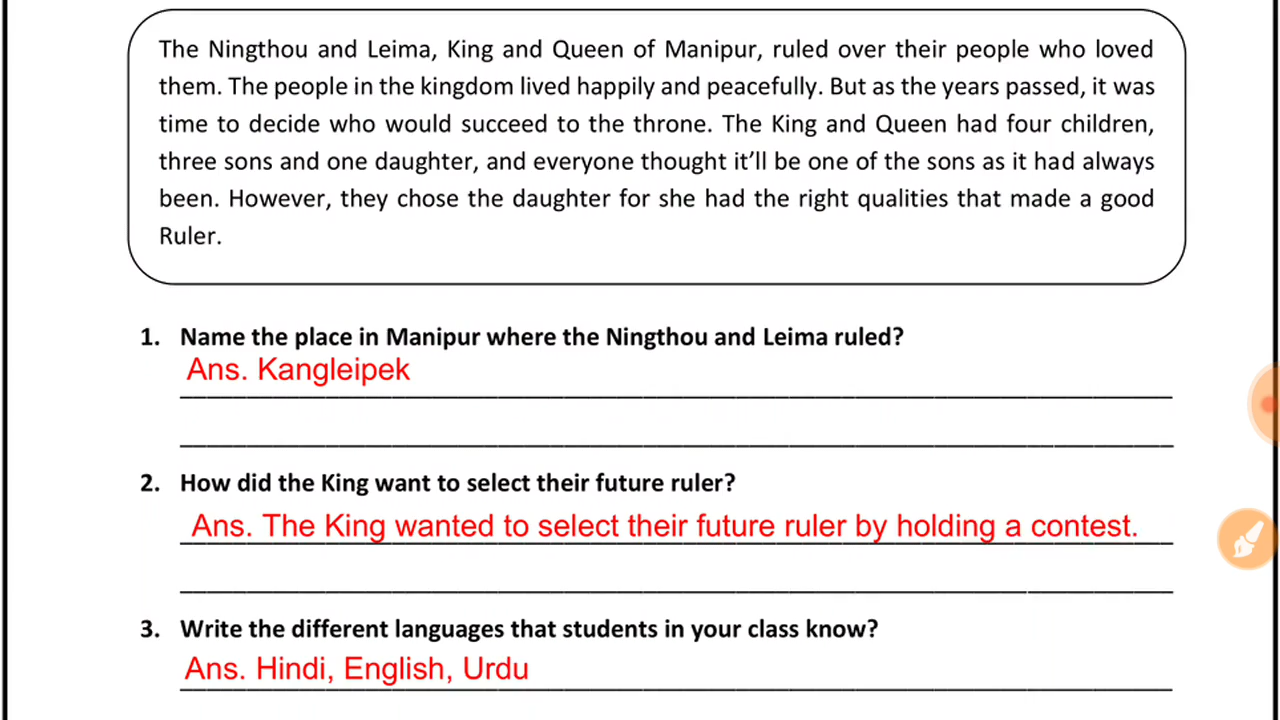 The Ningthou and Leima, King and Queen of Manipur, ruled over their people who loved
them. The people in the kingdom lived happily and peacefully. But as the years passed, it was
time to decide who would succeed to the throne. The King and Queen had four children,
three sons and one daughter, and everyone thought it’ll be one of the sons as it had always
been. However, they chose the daughter for she had the right qualities that made a good
Ruler.
1. Name the place in Manipur where the Ningthou and Leima ruled?
Ans. Kangleipek
2. How did the King want to select their future ruler?
Ans. The King wanted to select their future ruler by holding a contest.
3. Write the different languages that students in your class know?
Ans. Hindi, English, Urdu